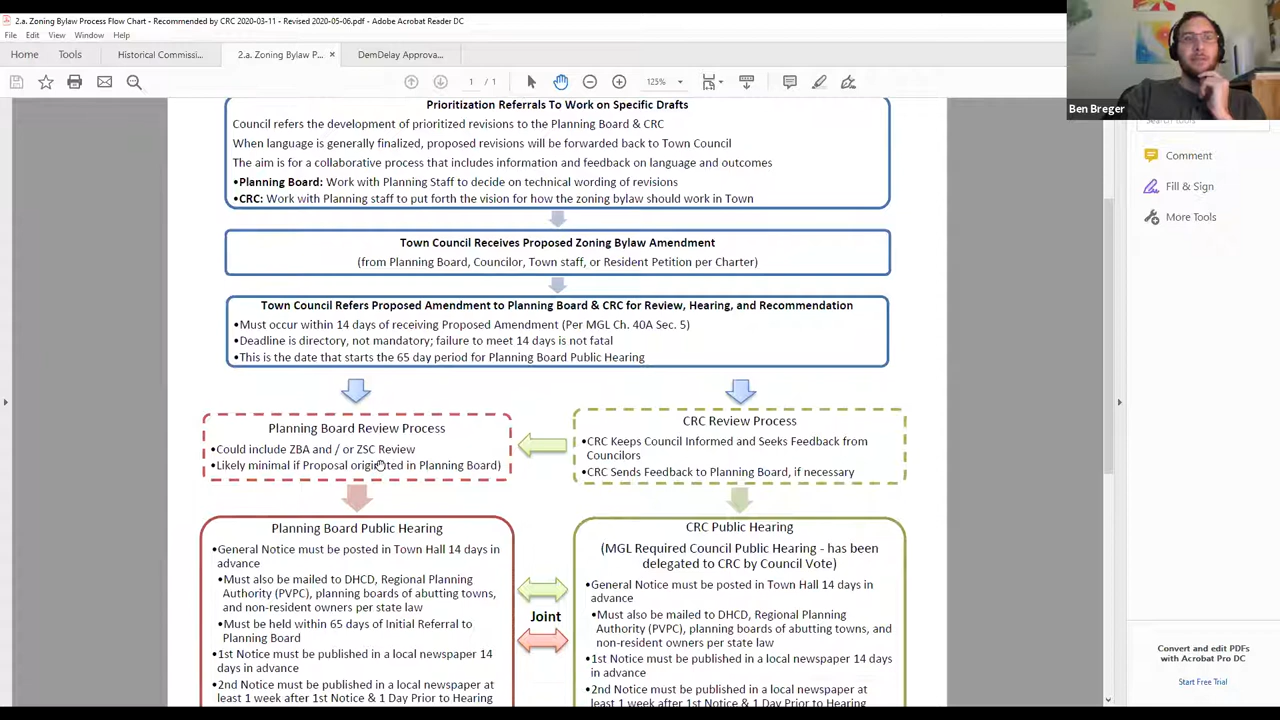 2.a. Zoning Bylaw Process Flow Chart - Recommended by CRC 2020-03-11 - Revised 2020-05-06.pdf - Adobe Acrobat Reader DC
File Edit View Window Help
Home Tools Historical Commissi... 2.a. Zoning Bylaw P... × DemDelay Approva...
1 / 1 125%
Ben Breger
Search Tools
Comment
Fill & Sign
More Tools
Prioritization Referrals To Work on Specific Drafts
Council refers the development of prioritized revisions to the Planning Board & CRC
When language is generally finalized, proposed revisions will be forwarded back to Town Council
The aim is for a collaborative process that includes information and feedback on language and outcomes
•Planning Board: Work with Planning Staff to decide on technical wording of revisions
•CRC: Work with Planning staff to put forth the vision for how the zoning bylaw should work in Town
Town Council Receives Proposed Zoning Bylaw Amendment
(from Planning Board, Councilor, Town staff, or Resident Petition per Charter)
Town Council Refers Proposed Amendment to Planning Board & CRC for Review, Hearing, and Recommendation
•Must occur within 14 days of receiving Proposed Amendment (Per MGL Ch. 40A Sec. 5)
•Deadline is directory, not mandatory; failure to meet 14 days is not fatal
•This is the date that starts the 65 day period for Planning Board Public Hearing
Planning Board Review Process
•Could include ZBA and / or ZSC Review
•Likely minimal if Proposal originated in Planning Board)
CRC Review Process
•CRC Keeps Council Informed and Seeks Feedback from
Councilors
•CRC Sends Feedback to Planning Board, if necessary
Planning Board Public Hearing
•General Notice must be posted in Town Hall 14 days in
advance
•Must also be mailed to DHCD, Regional Planning
Authority (PVPC), planning boards of abutting towns,
and non-resident owners per state law
•Must be held within 65 days of Initial Referral to
Planning Board
•1st Notice must be published in a local newspaper 14
days in advance
•2nd Notice must be published in a local newspaper at
least 1 week after 1st Notice & 1 Day Prior to Hearing
Joint
CRC Public Hearing
(MGL Required Council Public Hearing - has been
delegated to CRC by Council Vote)
•General Notice must be posted in Town Hall 14 days in
advance
•Must also be mailed to DHCD, Regional Planning
Authority (PVPC), planning boards of abutting towns, and
non-resident owners per state law
•1st Notice must be published in a local newspaper 14 days
in advance
•2nd Notice must be published in a local newspaper at
least 1 week after 1st Notice & 1 Day Prior to Hearing
Convert and edit PDFs
with Acrobat Pro DC
Start Free Trial